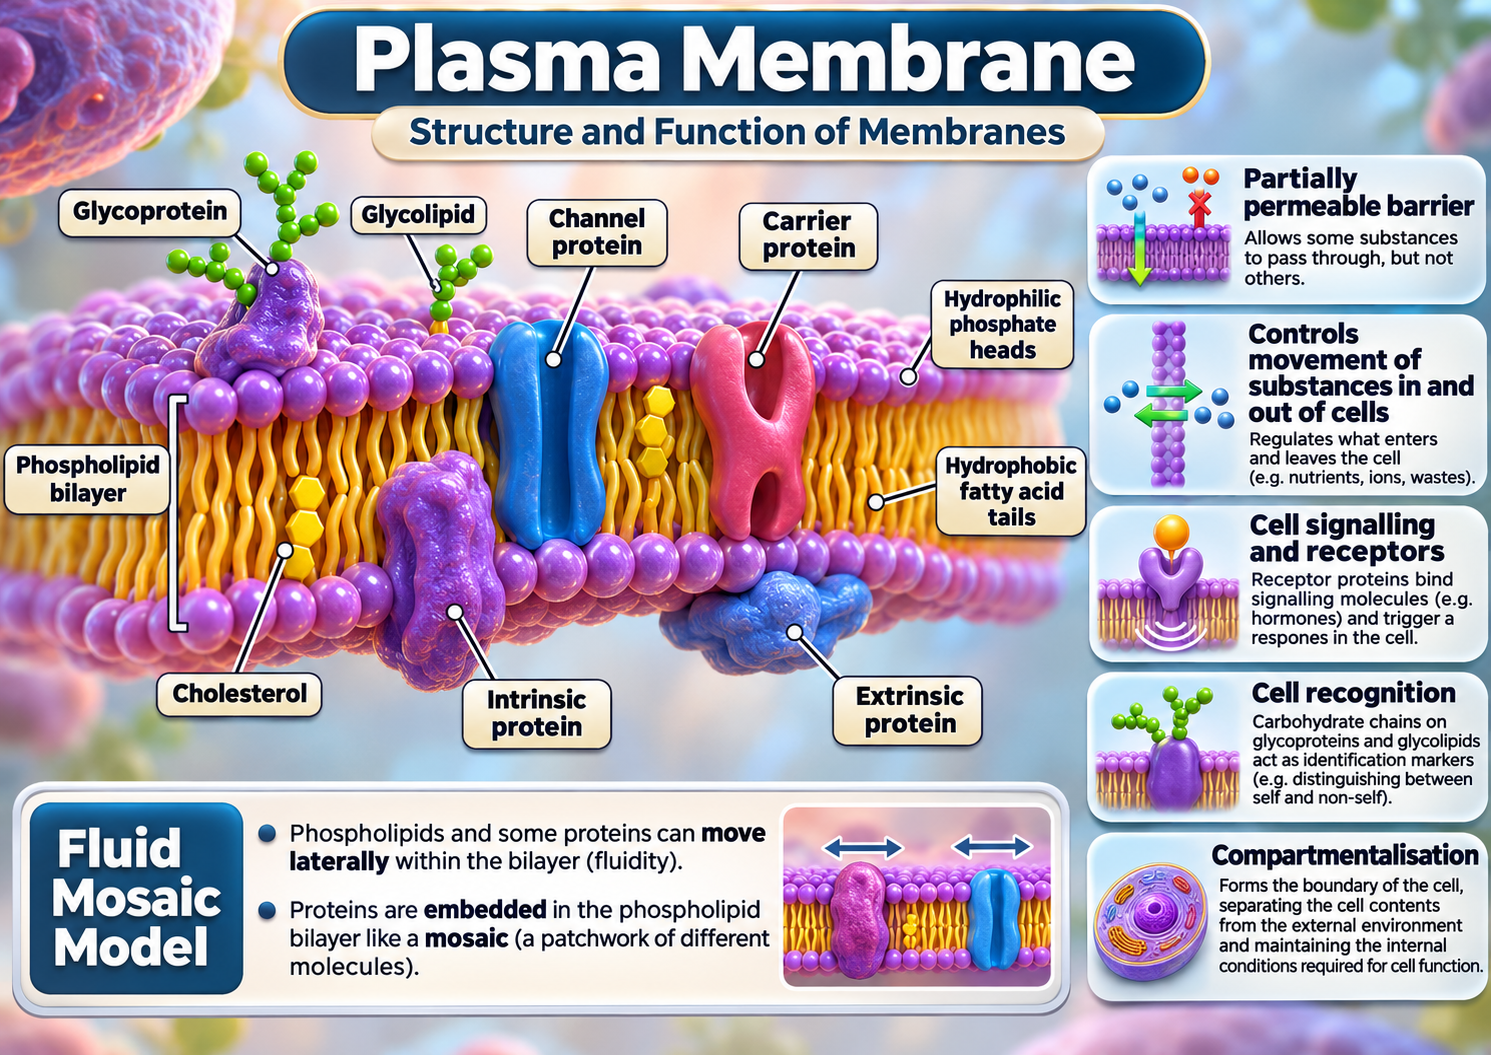 Plasma Membrane
Structure and Function of Membranes
Glycoprotein
Glycolipid
Channel
protein
Carrier
protein
Hydrophilic
phosphate
heads
Phospholipid
bilayer
Hydrophobic
fatty acid
tails
Cholesterol
Intrinsic
protein
Extrinsic
protein
Partially
permeable barrier
Allows some substances
to pass through, but not
others.
Controls
movement of
substances in and
out of cells
Regulates what enters
and leaves the cell
(e.g. nutrients, ions, wastes).
Cell signalling
and receptors
Receptor proteins bind
signalling molecules (e.g.
hormones) and trigger a
respones in the cell.
Cell recognition
Carbohydrate chains on
glycoproteins and glycolipids
act as identification markers
(e.g. distinguishing between
self and non-self).
Compartmentalisation
Forms the boundary of the cell,
separating the cell contents
from the external environment
and maintaining the internal
conditions required for cell function.
Fluid
Mosaic
Model
Phospholipids and some proteins can move
laterally within the bilayer (fluidity).
Proteins are embedded in the phospholipid
bilayer like a mosaic (a patchwork of different
molecules).